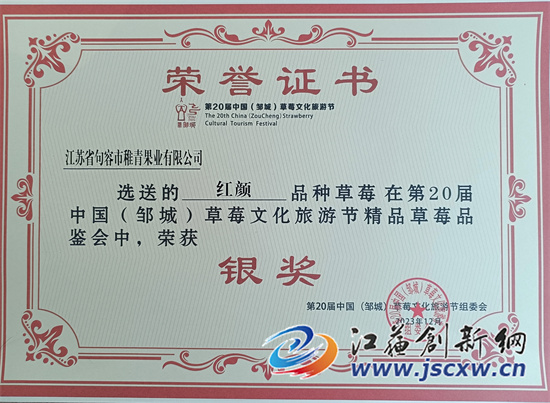 荣誉证书
第20届中国（邹城）草莓文化旅游节
The 20th China (ZouCheng) Strawberry
Cultural Tourism Festival
江苏省句容市稚青果业有限公司
选送的 红颜 品种草莓在第20届
中国（邹城）草莓文化旅游节精品草莓品
鉴会中，荣获
银奖
第20届中国（邹城）草莓文化旅游节组委会
2023年12月
江苏创新网
www.jscxw.cn